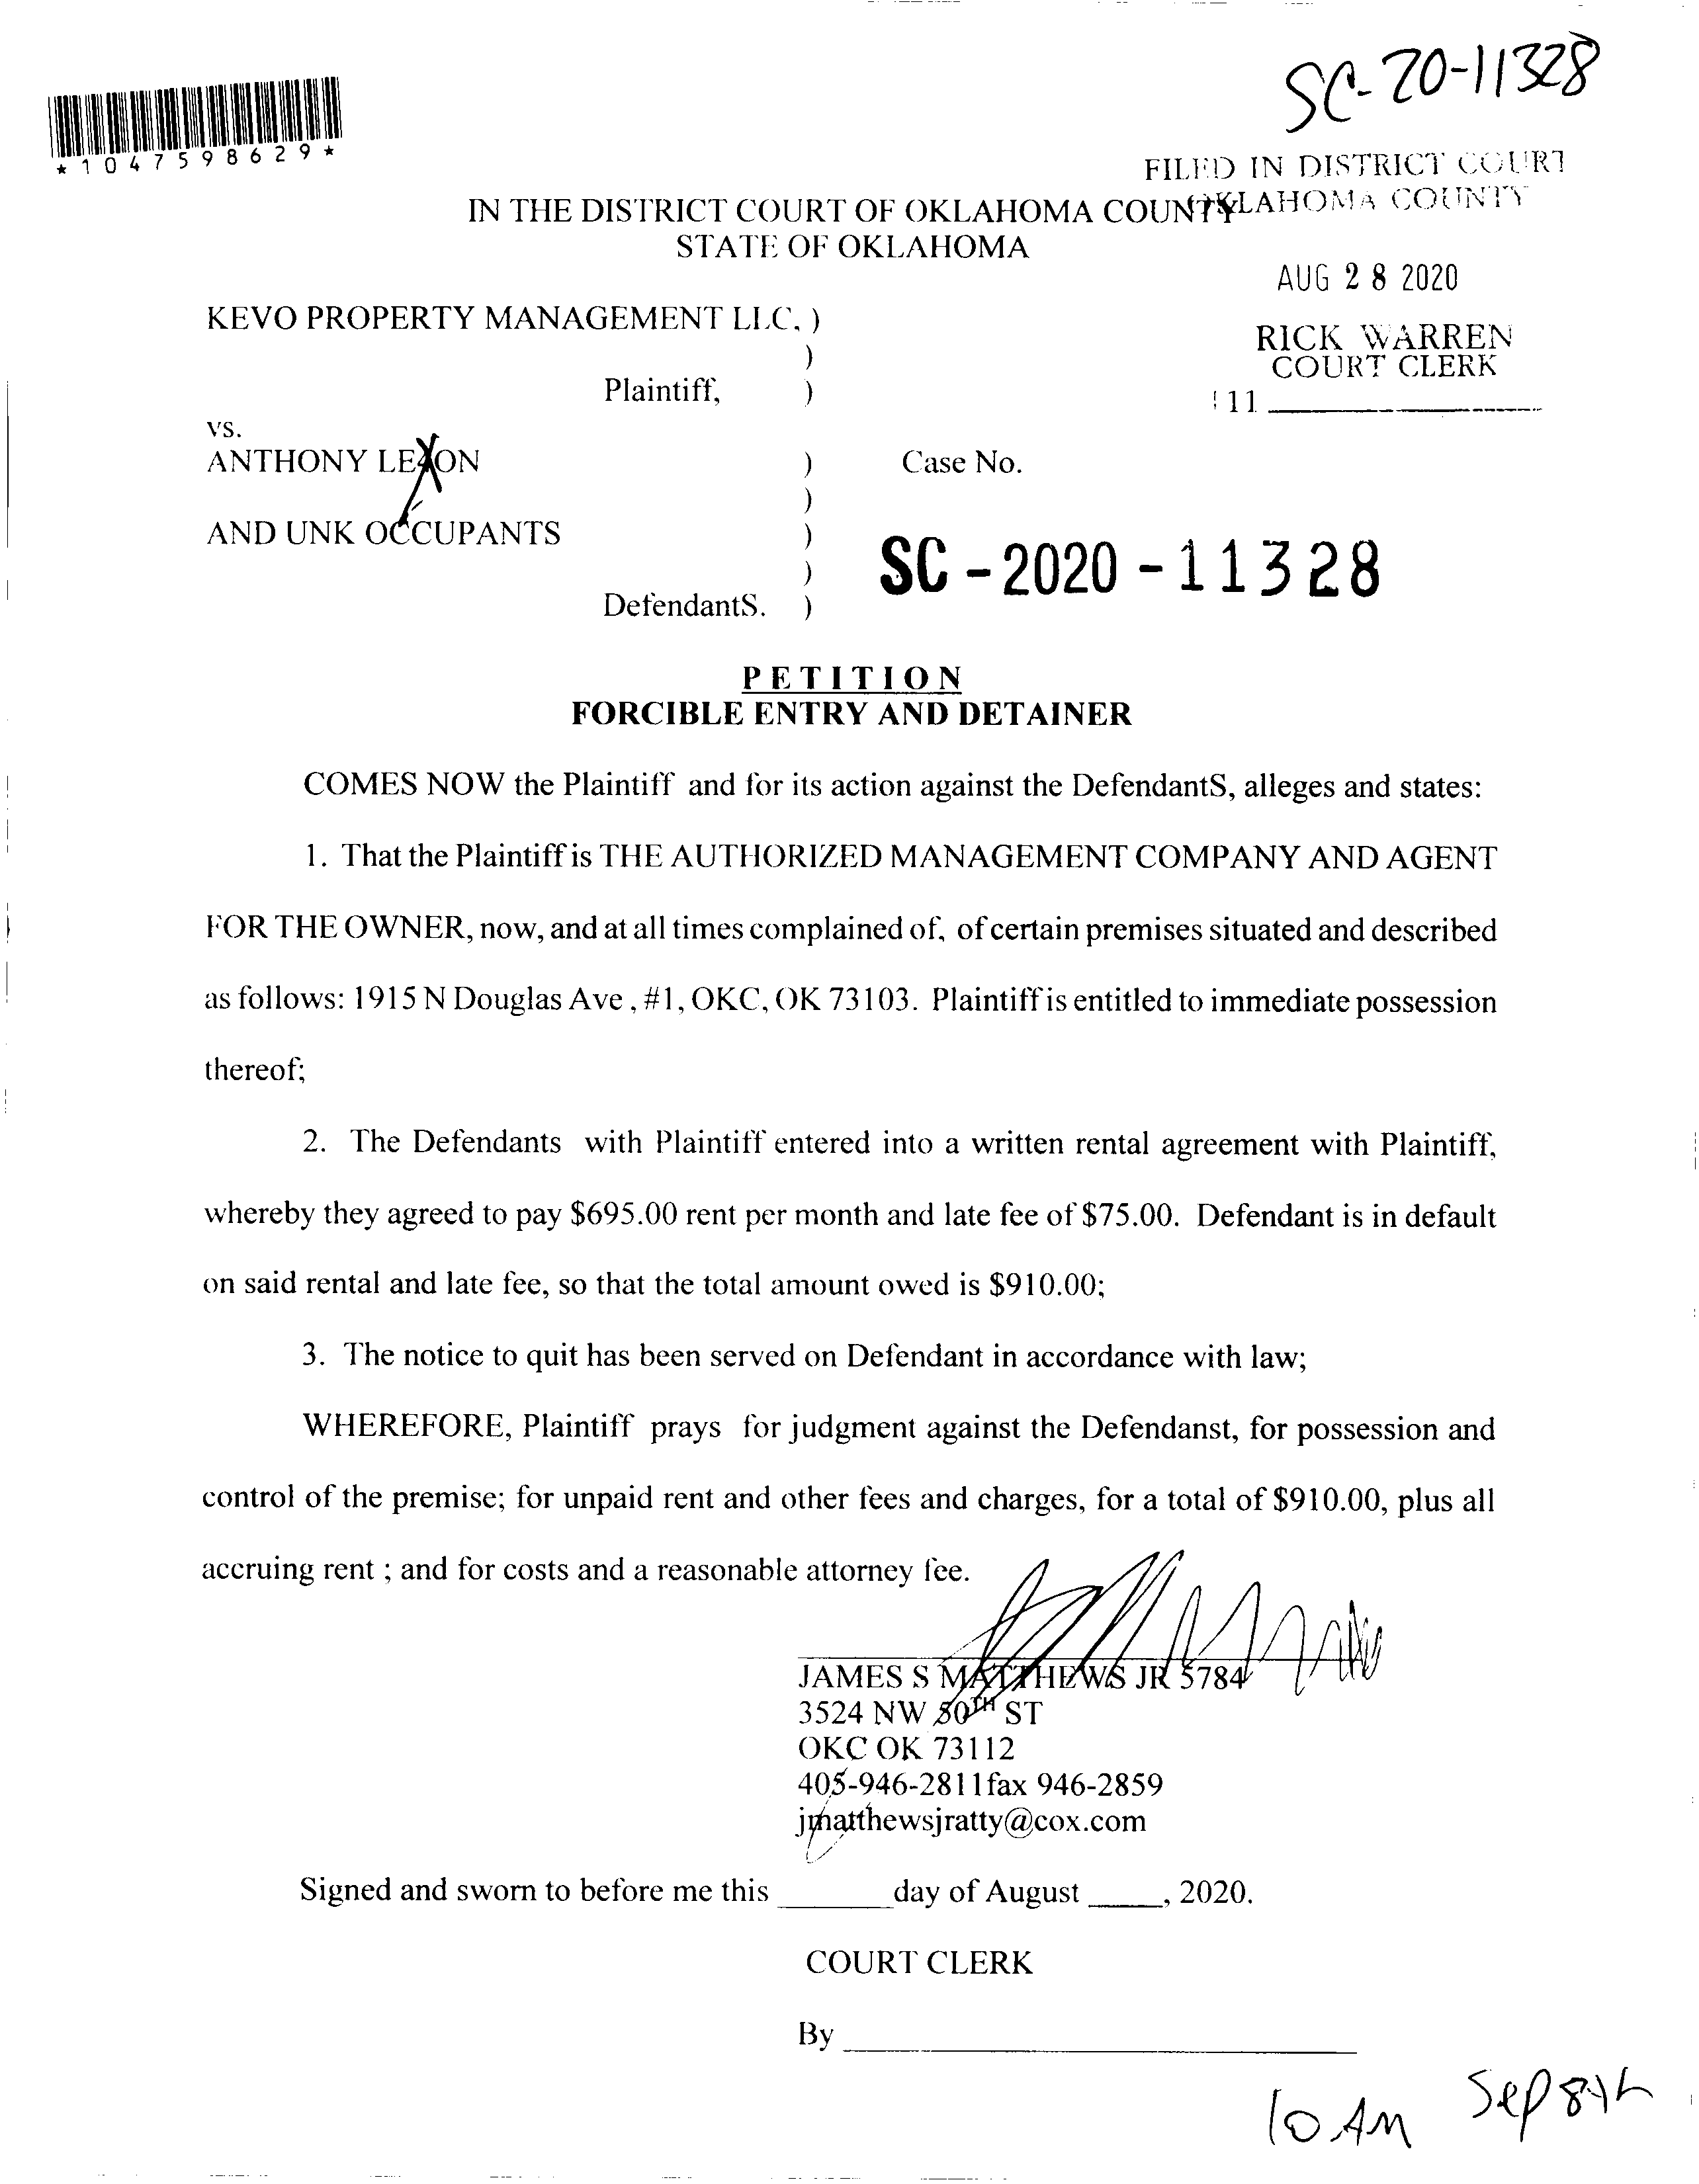 SC-20-11328
*1047598629*
FILED IN DISTRICT COURT
OKLAHOMA COUNTY
IN THE DISTRICT COURT OF OKLAHOMA COUNTY
STATE OF OKLAHOMA
AUG 28 2020
KEVO PROPERTY MANAGEMENT LLC, )
)
RICK WARREN
COURT CLERK
Plaintiff, )
111
vs.
ANTHONY LEXON ) Case No.
)
AND UNK OCCUPANTS )
) SC - 2020 - 11328
DefendantS. )
PETITION
FORCIBLE ENTRY AND DETAINER
COMES NOW the Plaintiff and for its action against the DefendantS, alleges and states:
1. That the Plaintiff is THE AUTHORIZED MANAGEMENT COMPANY AND AGENT
FOR THE OWNER, now, and at all times complained of, of certain premises situated and described
as follows: 1915 N Douglas Ave , #1, OKC, OK 73103. Plaintiff is entitled to immediate possession
thereof;
2. The Defendants with Plaintiff entered into a written rental agreement with Plaintiff,
whereby they agreed to pay $695.00 rent per month and late fee of $75.00. Defendant is in default
on said rental and late fee, so that the total amount owed is $910.00;
3. The notice to quit has been served on Defendant in accordance with law;
WHEREFORE, Plaintiff prays for judgment against the Defendanst, for possession and
control of the premise; for unpaid rent and other fees and charges, for a total of $910.00, plus all
accruing rent ; and for costs and a reasonable attorney fee.
JAMES S MATTHEWS JR 5784
3524 NW 50TH ST
OKC OK 73112
405-946-2811fax 946-2859
jmatthewsjratty@cox.com
Signed and sworn to before me this ______ day of August ____, 2020.
COURT CLERK
By ______
10 AM Sep 8th